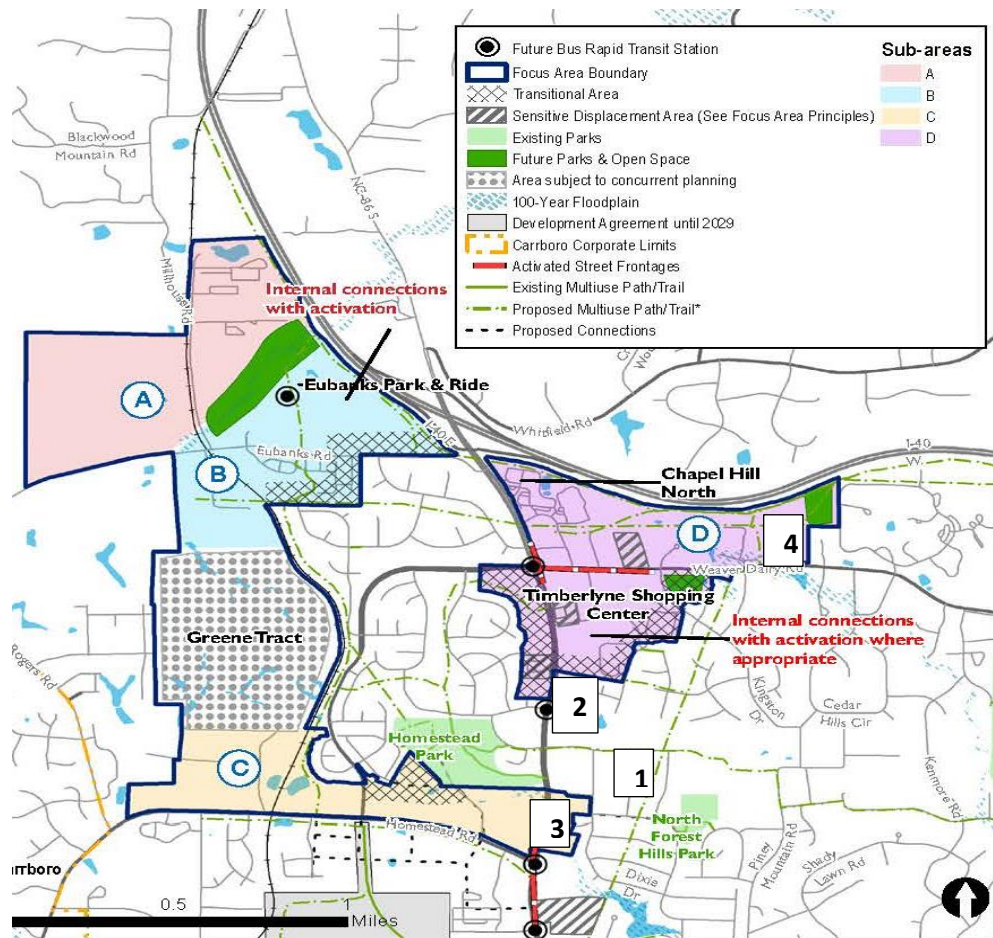 Future Bus Rapid Transit Station
Focus Area Boundary
Transitional Area
Sensitive Displacement Area (See Focus Area Principles)
Existing Parks
Future Parks & Open Space
Area subject to concurrent planning
100-Year Floodplain
Development Agreement until 2029
Carrboro Corporate Limits
Activated Street Frontages
Existing Multiuse Path/Trail
Proposed Multiuse Path/Trail*
Proposed Connections
Sub-areas
A
B
C
D
Blackwood
Mountain Rd
NC-86 S
Millhouse Rd
Internal connections
with activation
Eubanks Park & Ride
A
I-40 E
Whitfield Rd
I-40
W
Eubanks Rd
B
Chapel Hill
North
D
4
Weaver Dairy Rd
Timberlyne Shopping
Center
Internal connections
with activation where
appropriate
Greene Tract
Rogers Rd
Kingston
Dr
Cedar
Hills Cir
2
Homestead
Park
C
1
Kenmore Rd
3
Homestead Rd
North
Forest
Hills Park
Piney
Mountain Rd
Shady
Lawn Rd
Dixie
Dr
rrboro
0.5
1
Miles